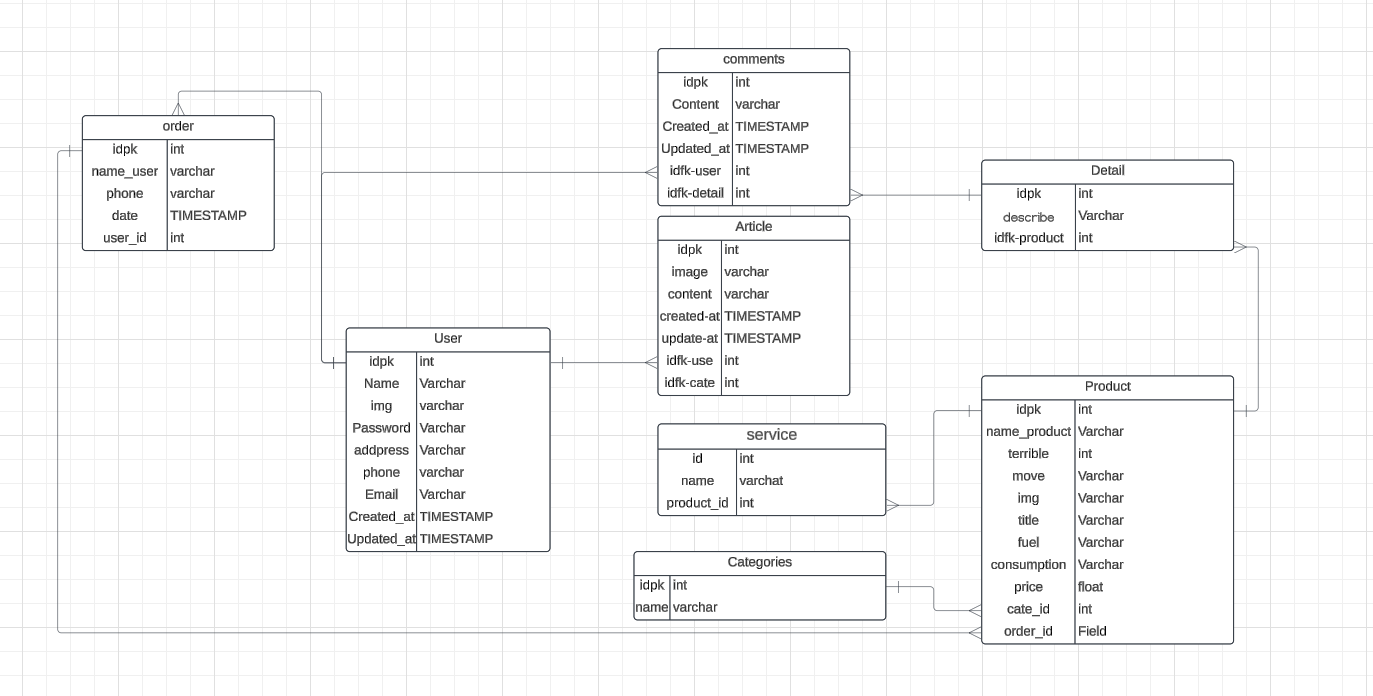 order
idpk int
name_user varchar
phone varchar
date TIMESTAMP
user_id int
comments
idpk int
Content varchar
Created_at TIMESTAMP
Updated_at TIMESTAMP
idfk-user int
idfk-detail int
Detail
idpk int
describe Varchar
idfk-product int
Article
idpk int
image varchar
content varchar
created-at TIMESTAMP
update-at TIMESTAMP
idfk-use int
idfk-cate int
User
idpk int
Name Varchar
img varchar
Password Varchar
addpress Varchar
phone varchar
Email Varchar
Created_at TIMESTAMP
Updated_at TIMESTAMP
service
id int
name varchat
product_id int
Categories
idpk int
name varchar
Product
idpk int
name_product Varchar
terrible int
move Varchar
img Varchar
title Varchar
fuel Varchar
consumption Varchar
price float
cate_id int
order_id Field